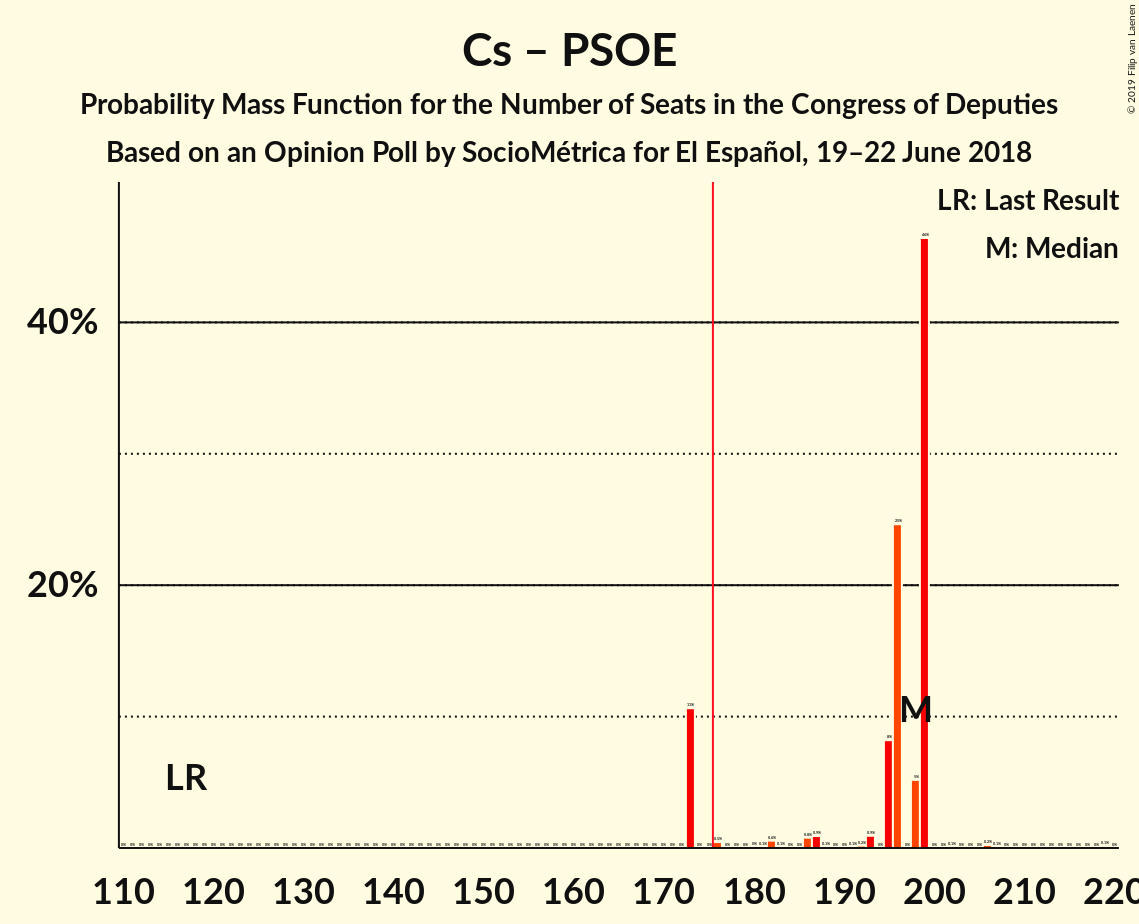 Cs – PSOE
Probability Mass Function for the Number of Seats in the Congress of Deputies
Based on an Opinion Poll by SocioMétrica for El Español, 19–22 June 2018
© 2019 Filip van Laenen
LR: Last Result
M: Median
40%
20%
LR
M
110 120 130 140 150 160 170 180 190 200 210 220